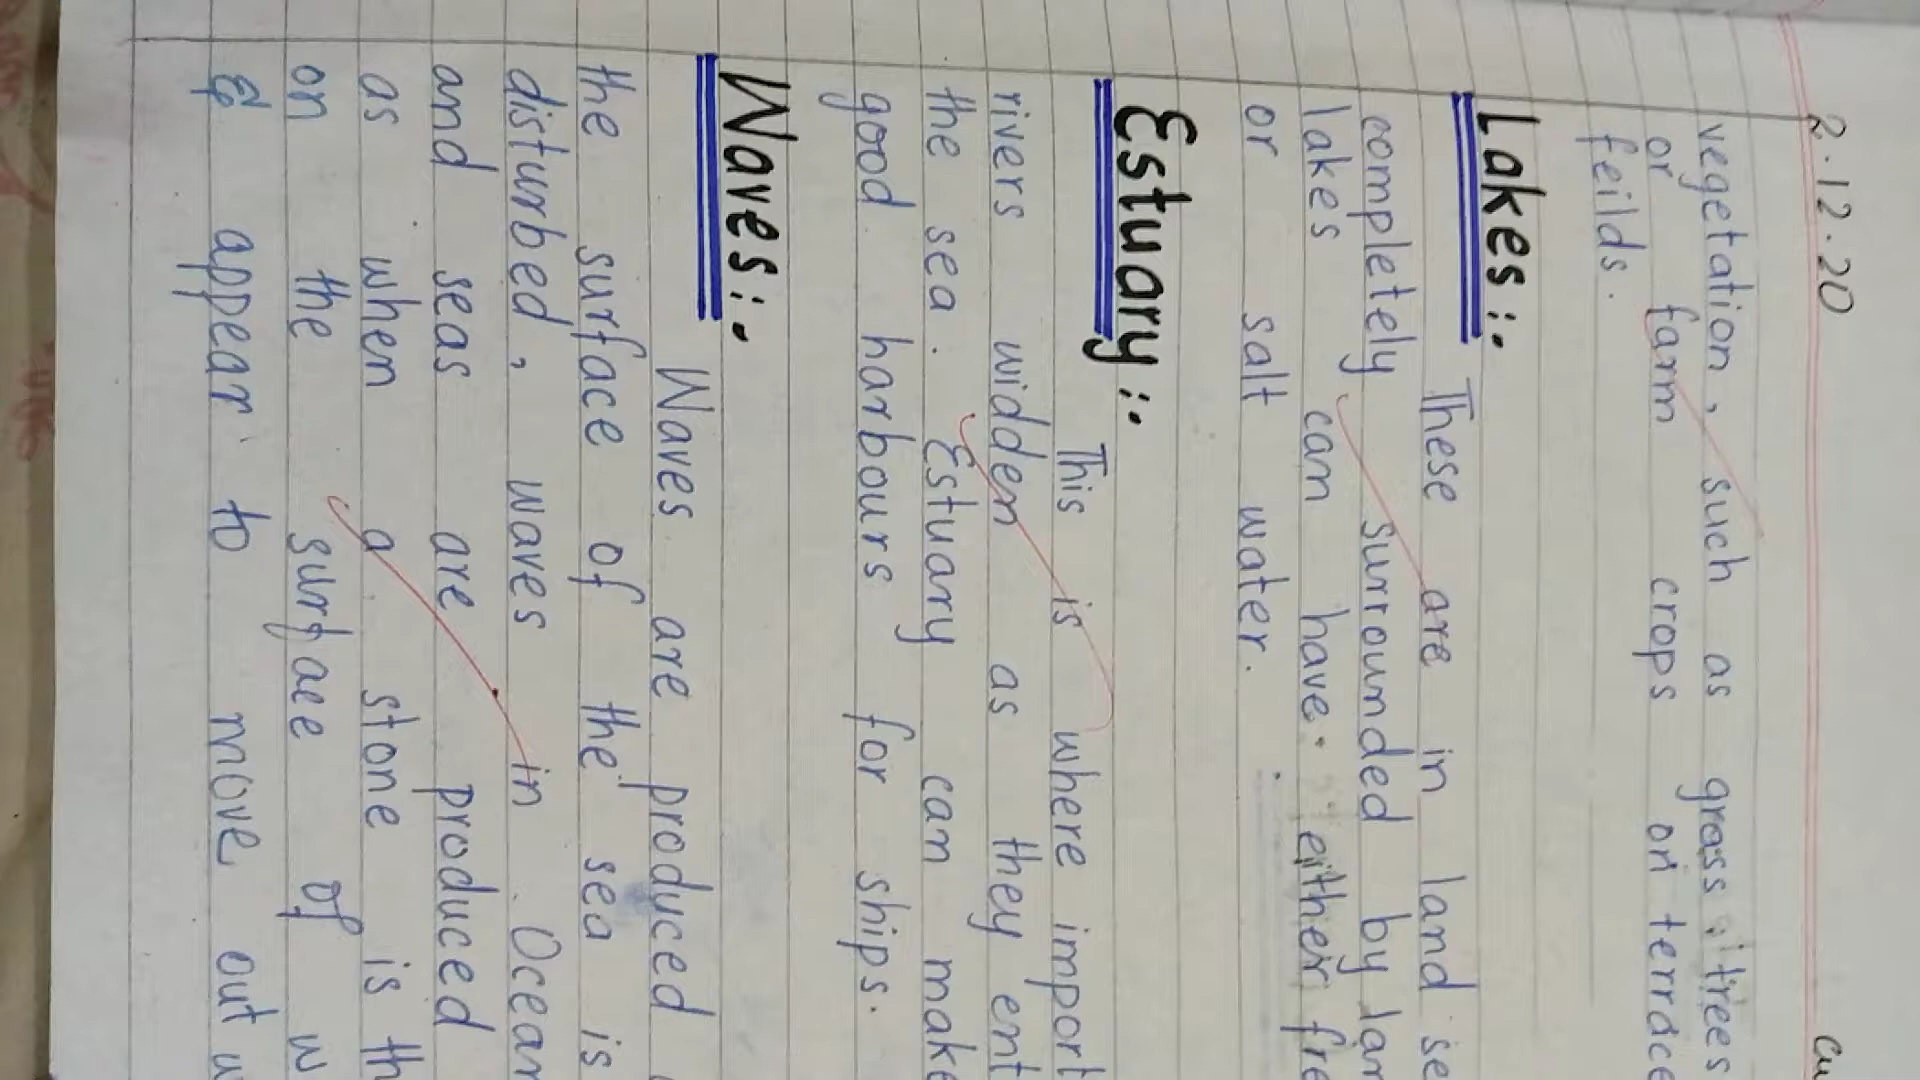 2.12.20
vegetation, such as grass trees
or farm crops on terrace
feilds.
Lakes:.
These are in land se
completely surrounded by lan
lakes can have either fre
or salt water.
Estuary:.
This is where import
rivers widden as they ent
the sea. Estuary can make
good harbours for ships.
Waves:.
Waves are produced
the surface of the sea is
disturbed, waves in Ocean
and seas are produced
as when a stone is th
on the surface of w
appear to move out w